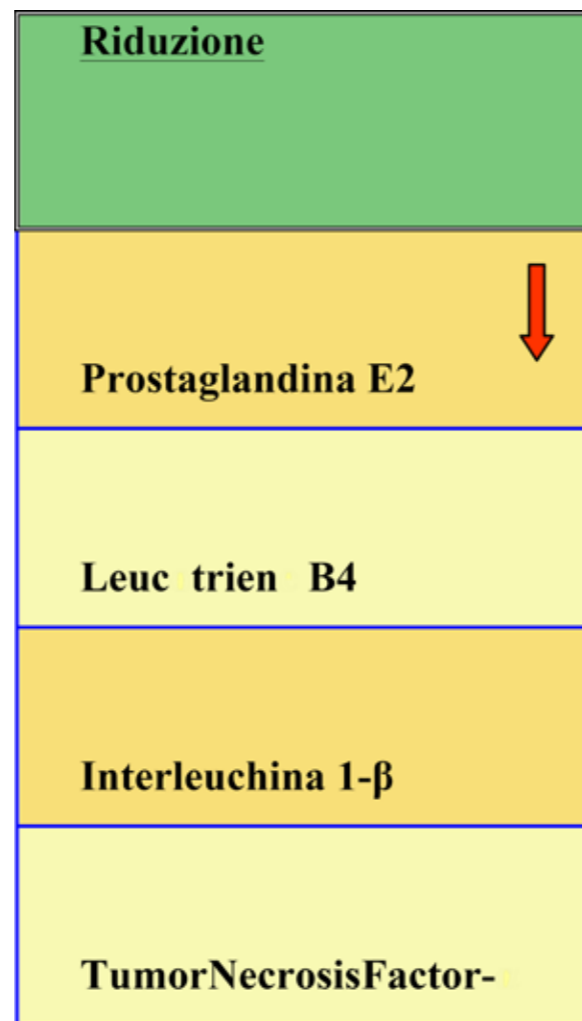 Riduzione
Prostaglandina E2
Leuc trien B4
Interleuchina 1-β
TumorNecrosisFactor-